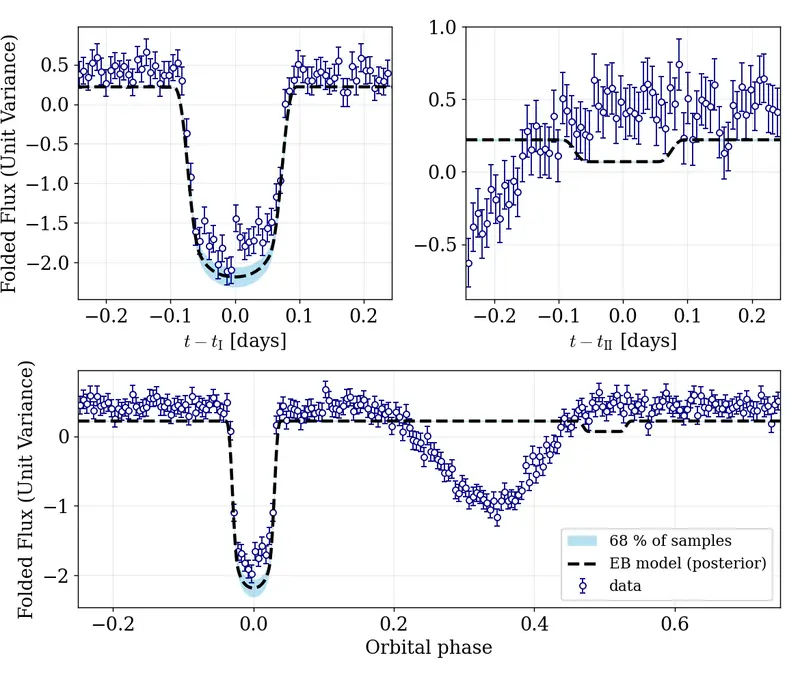 Folded Flux (Unit Variance)
0.5
0.0
−0.5
−1.0
−1.5
−2.0
−0.2 −0.1 0.0 0.1 0.2
t − tI [days]
1.0
0.5
0.0
−0.5
−0.2 −0.1 0.0 0.1 0.2
t − tII [days]
Folded Flux (Unit Variance)
0
−1
−2
68 % of samples
EB model (posterior)
data
−0.2 0.0 0.2 0.4 0.6
Orbital phase